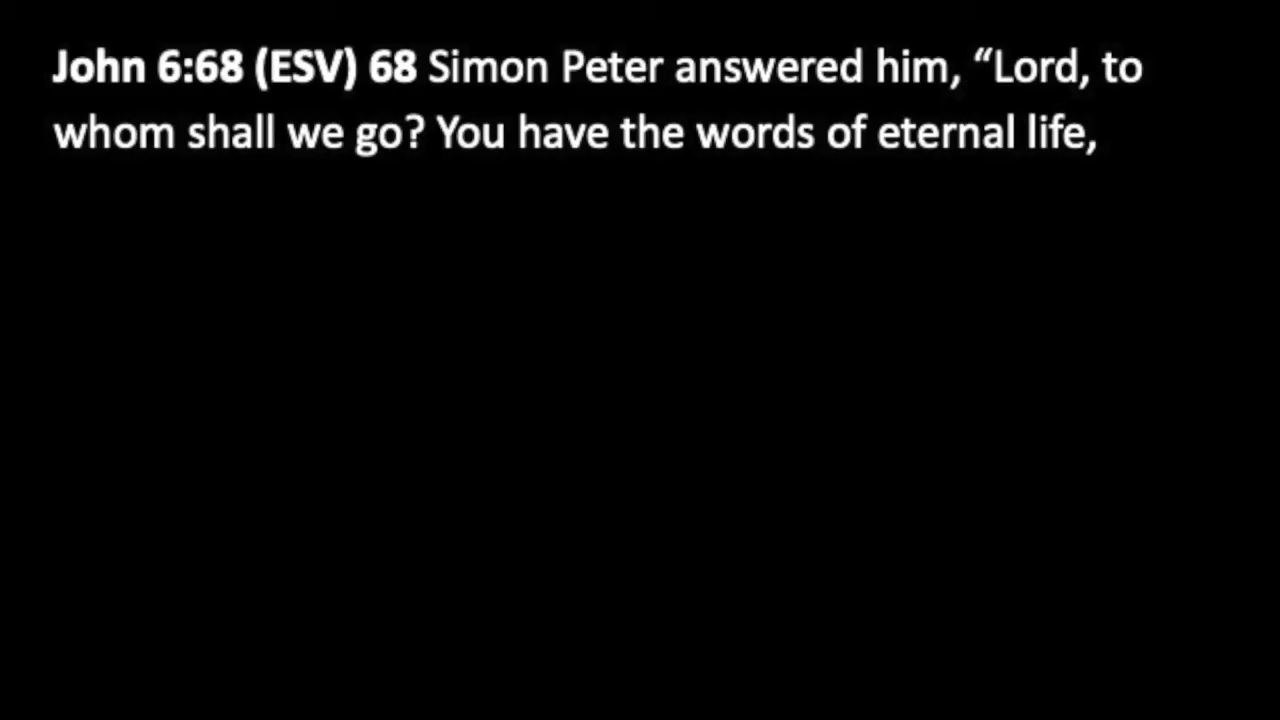 John 6:68 (ESV) 68 Simon Peter answered him, “Lord, to
whom shall we go? You have the words of eternal life,